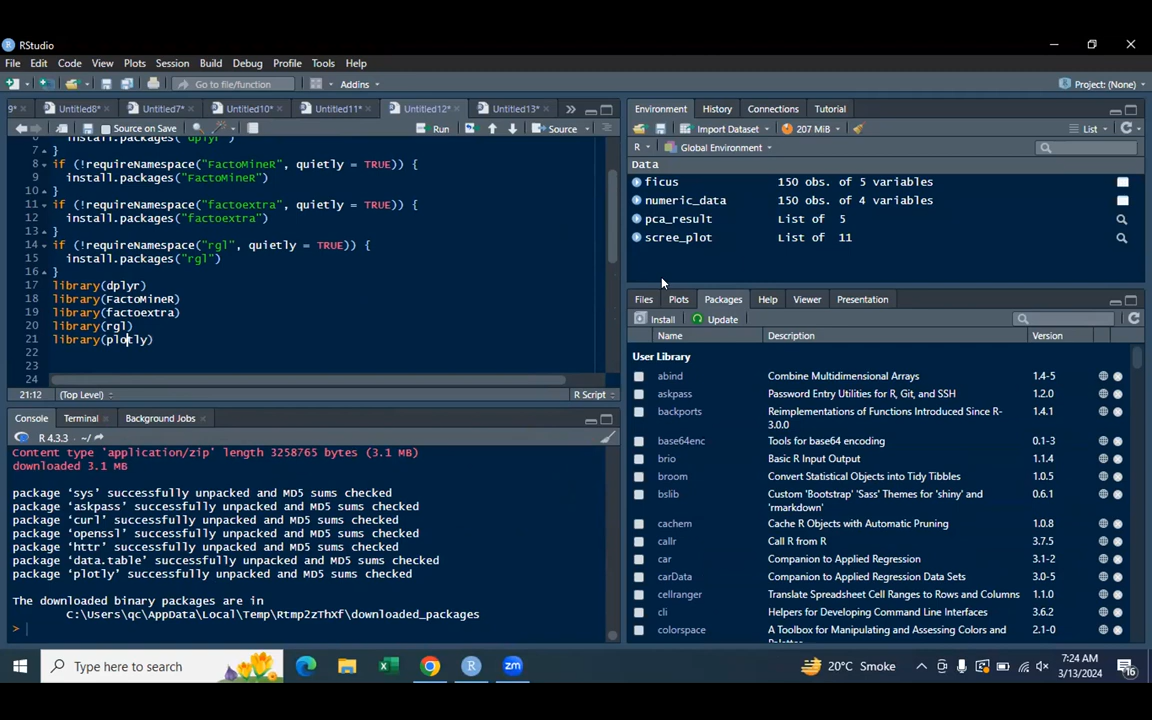 RStudio
File Edit Code View Plots Session Build Debug Profile Tools Help
Go to file/function Addins Project: (None)
9* Untitled8* Untitled7* Untitled10* Untitled11* Untitled12* Untitled13*
Source on Save Run Source
7 }
8 if (!requireNamespace("FactoMineR", quietly = TRUE)) {
9 install.packages("FactoMineR")
10 }
11 if (!requireNamespace("factoextra", quietly = TRUE)) {
12 install.packages("factoextra")
13 }
14 if (!requireNamespace("rgl", quietly = TRUE)) {
15 install.packages("rgl")
16 }
17 library(dplyr)
18 library(FactoMineR)
19 library(factoextra)
20 library(rgl)
21 library(plotly)
22
23
24
21:12 (Top Level) R Script
Console Terminal Background Jobs
R 4.3.3 · ~/
Content type 'application/zip' length 3258765 bytes (3.1 MB)
downloaded 3.1 MB
package ‘sys’ successfully unpacked and MD5 sums checked
package ‘askpass’ successfully unpacked and MD5 sums checked
package ‘curl’ successfully unpacked and MD5 sums checked
package ‘openssl’ successfully unpacked and MD5 sums checked
package ‘httr’ successfully unpacked and MD5 sums checked
package ‘data.table’ successfully unpacked and MD5 sums checked
package ‘plotly’ successfully unpacked and MD5 sums checked
The downloaded binary packages are in
C:\Users\qc\AppData\Local\Temp\Rtmp2zThXf\downloaded_packages
>
Environment History Connections Tutorial
Import Dataset 207 MiB List
R Global Environment
Data
ficus 150 obs. of 5 variables
numeric_data 150 obs. of 4 variables
pca_result List of 5
scree_plot List of 11
Files Plots Packages Help Viewer Presentation
Install Update
Name Description Version
User Library
abind Combine Multidimensional Arrays 1.4-5
askpass Password Entry Utilities for R, Git, and SSH 1.2.0
backports Reimplementations of Functions Introduced Since R-
3.0.0 1.4.1
base64enc Tools for base64 encoding 0.1-3
brio Basic R Input Output 1.1.4
broom Convert Statistical Objects into Tidy Tibbles 1.0.5
bslib Custom 'Bootstrap' 'Sass' Themes for 'shiny' and
'rmarkdown' 0.6.1
cachem Cache R Objects with Automatic Pruning 1.0.8
callr Call R from R 3.7.5
car Companion to Applied Regression 3.1-2
carData Companion to Applied Regression Data Sets 3.0-5
cellranger Translate Spreadsheet Cell Ranges to Rows and Columns 1.1.0
cli Helpers for Developing Command Line Interfaces 3.6.2
colorspace A Toolbox for Manipulating and Assessing Colors and 2.1-0
Type here to search 20°C Smoke 7:24 AM
3/13/2024 16